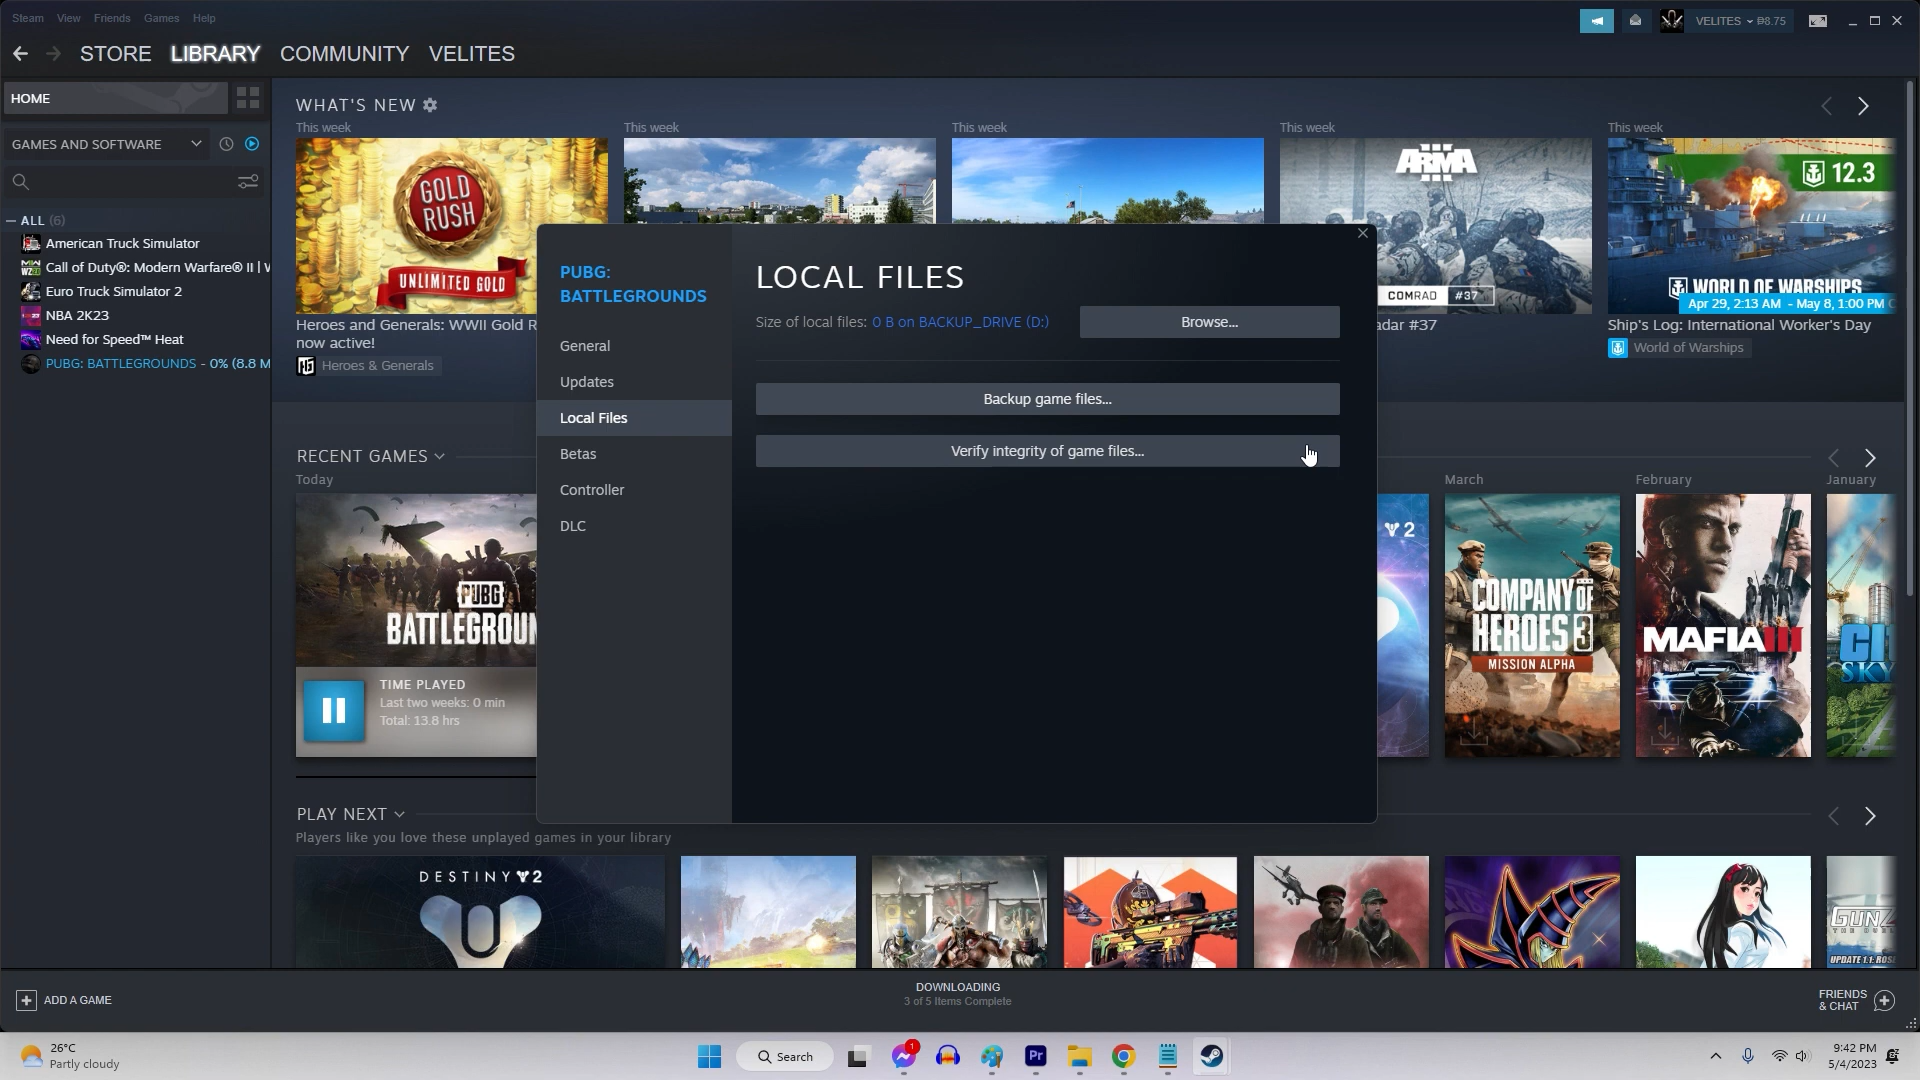 Steam View Friends Games Help
VELITES ₱8.75
STORE LIBRARY COMMUNITY VELITES
HOME
GAMES AND SOFTWARE
ALL (6)
American Truck Simulator
Call of Duty®: Modern Warfare® II |
Euro Truck Simulator 2
NBA 2K23
Need for Speed™ Heat
PUBG: BATTLEGROUNDS - 0% (8.8 M
WHAT'S NEW
This week
This week
This week
This week
This week
GOLD
RUSH
UNLIMITED GOLD
Heroes and Generals: WWII Gold R
now active!
Heroes & Generals
ARMA
III
COMRAD #37
adar #37
12.3
WORLD OF WARSHIPS
Apr 29, 2:13 AM - May 8, 1:00 PM
Ship's Log: International Worker's Day
World of Warships
PUBG:
BATTLEGROUNDS
General
Updates
Local Files
Betas
Controller
DLC
LOCAL FILES
Size of local files: 0 B on BACKUP_DRIVE (D:)
Browse...
Backup game files...
Verify integrity of game files...
RECENT GAMES
Today
PUBG
BATTLEGROUN
TIME PLAYED
Last two weeks: 0 min
Total: 13.8 hrs
2
March
COMPANY OF
HEROES 3
MISSION ALPHA
February
MAFIA III
January
CI
SKY
PLAY NEXT
Players like you love these unplayed games in your library
DESTINY 2
GUNZ
THE DUEL
UPDATE 1.1: ROSE
ADD A GAME
DOWNLOADING
3 of 5 Items Complete
FRIENDS
& CHAT
26°C
Partly cloudy
Search
1
Pr
9:42 PM
5/4/2023